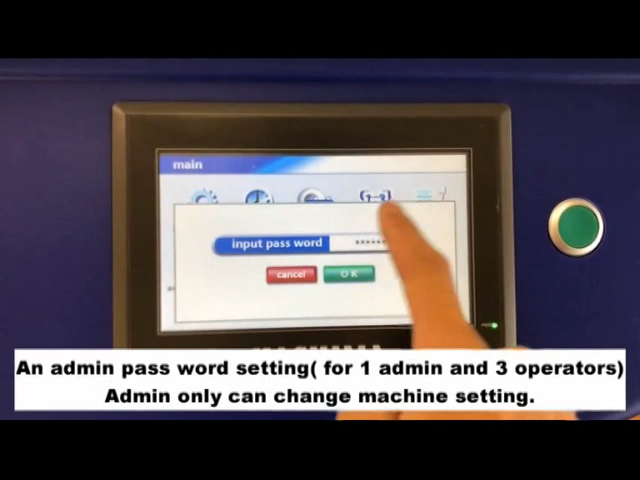 main
input pass word *******
cancel OK
An admin pass word setting( for 1 admin and 3 operators)
Admin only can change machine setting.